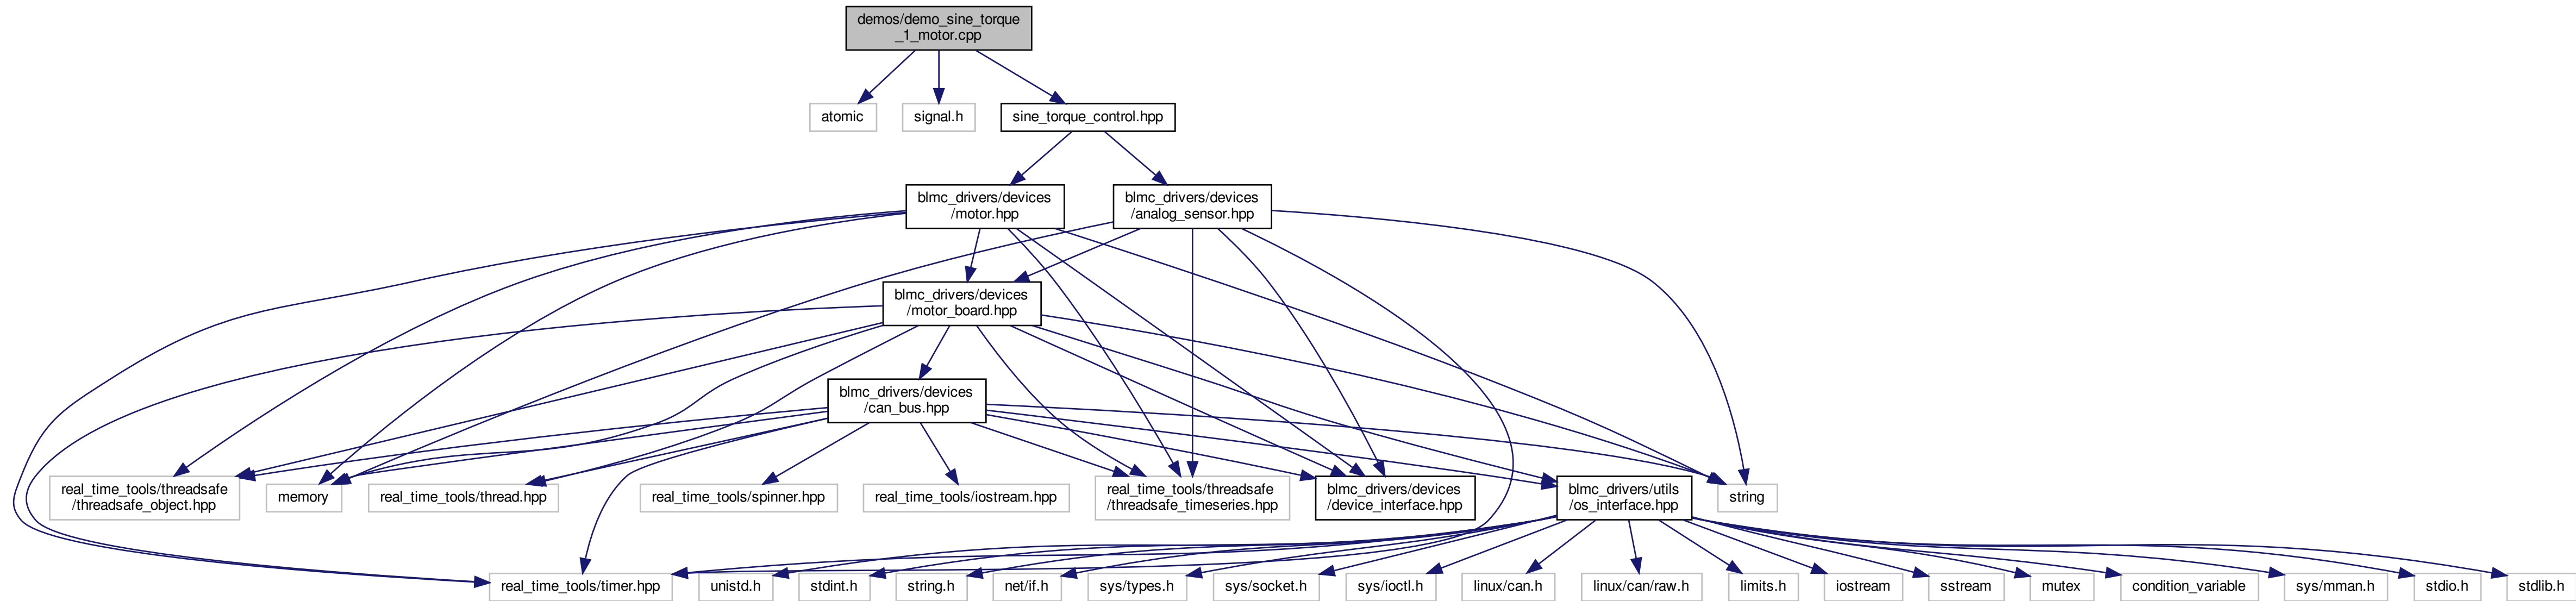 demos/demo_sine_torque
_1_motor.cpp
atomic
signal.h
sine_torque_control.hpp
blmc_drivers/devices
/motor.hpp
blmc_drivers/devices
/analog_sensor.hpp
blmc_drivers/devices
/motor_board.hpp
blmc_drivers/devices
/can_bus.hpp
real_time_tools/threadsafe
/threadsafe_object.hpp
memory
real_time_tools/thread.hpp
real_time_tools/spinner.hpp
real_time_tools/iostream.hpp
real_time_tools/threadsafe
/threadsafe_timeseries.hpp
blmc_drivers/devices
/device_interface.hpp
blmc_drivers/utils
/os_interface.hpp
string
real_time_tools/timer.hpp
unistd.h
stdint.h
string.h
net/if.h
sys/types.h
sys/socket.h
sys/ioctl.h
linux/can.h
linux/can/raw.h
limits.h
iostream
sstream
mutex
condition_variable
sys/mman.h
stdio.h
stdlib.h